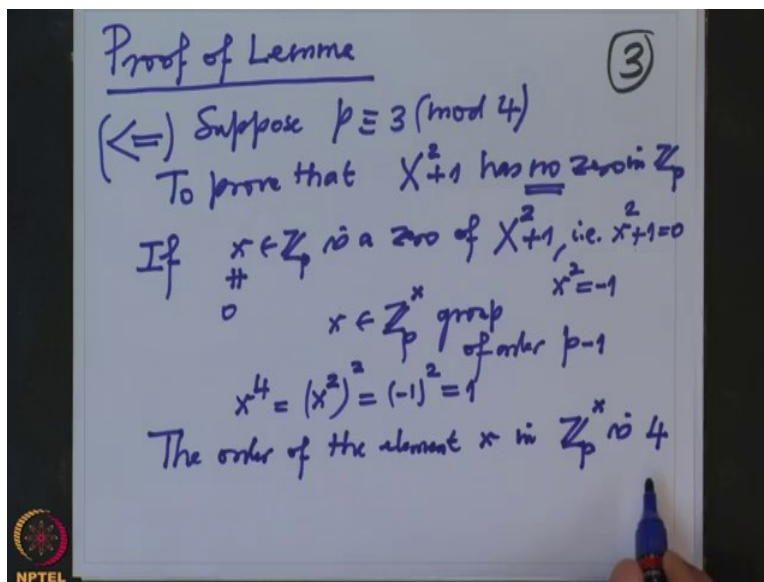 Proof of Lemma
3
(<=) Suppose p ≡ 3 (mod 4)
To prove that X²+1 has no zero in ℤₚ
If x ∈ ℤₚ is a zero of X²+1, i.e. x²+1=0
≠
0
x² = -1
x ∈ ℤₚˣ group
of order p-1
x⁴ = (x²)² = (-1)² = 1
The order of the element x in ℤₚˣ is 4
NPTEL